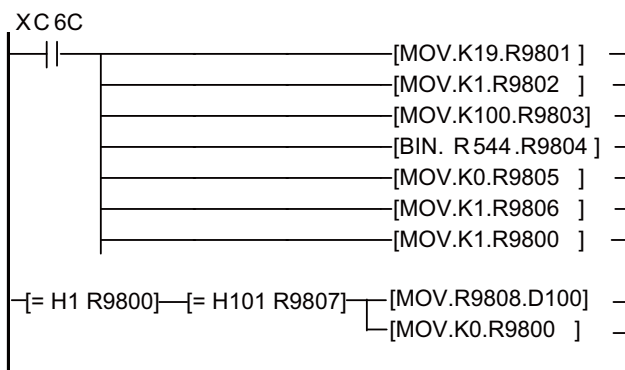 XC6C
[MOV.K19.R9801 ]
[MOV.K1.R9802 ]
[MOV.K100.R9803]
[BIN. R544.R9804 ]
[MOV.K0.R9805 ]
[MOV.K1.R9806 ]
[MOV.K1.R9800 ]
[= H1 R9800] [= H101 R9807] [MOV.R9808.D100]
[MOV.K0.R9800 ]